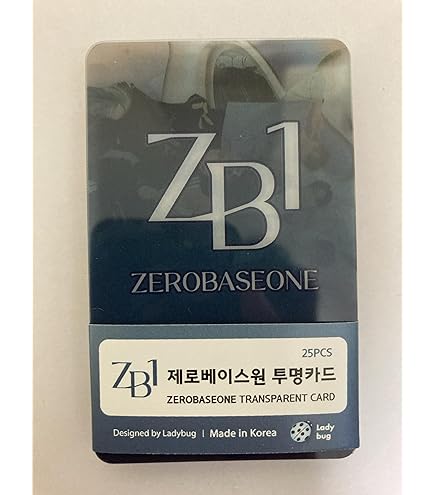 ZB1
ZEROBASEONE
25PCS
ZB1 제로베이스원 투명카드
ZEROBASEONE TRANSPARENT CARD
Designed by Ladybug | Made in Korea
Lady
bug